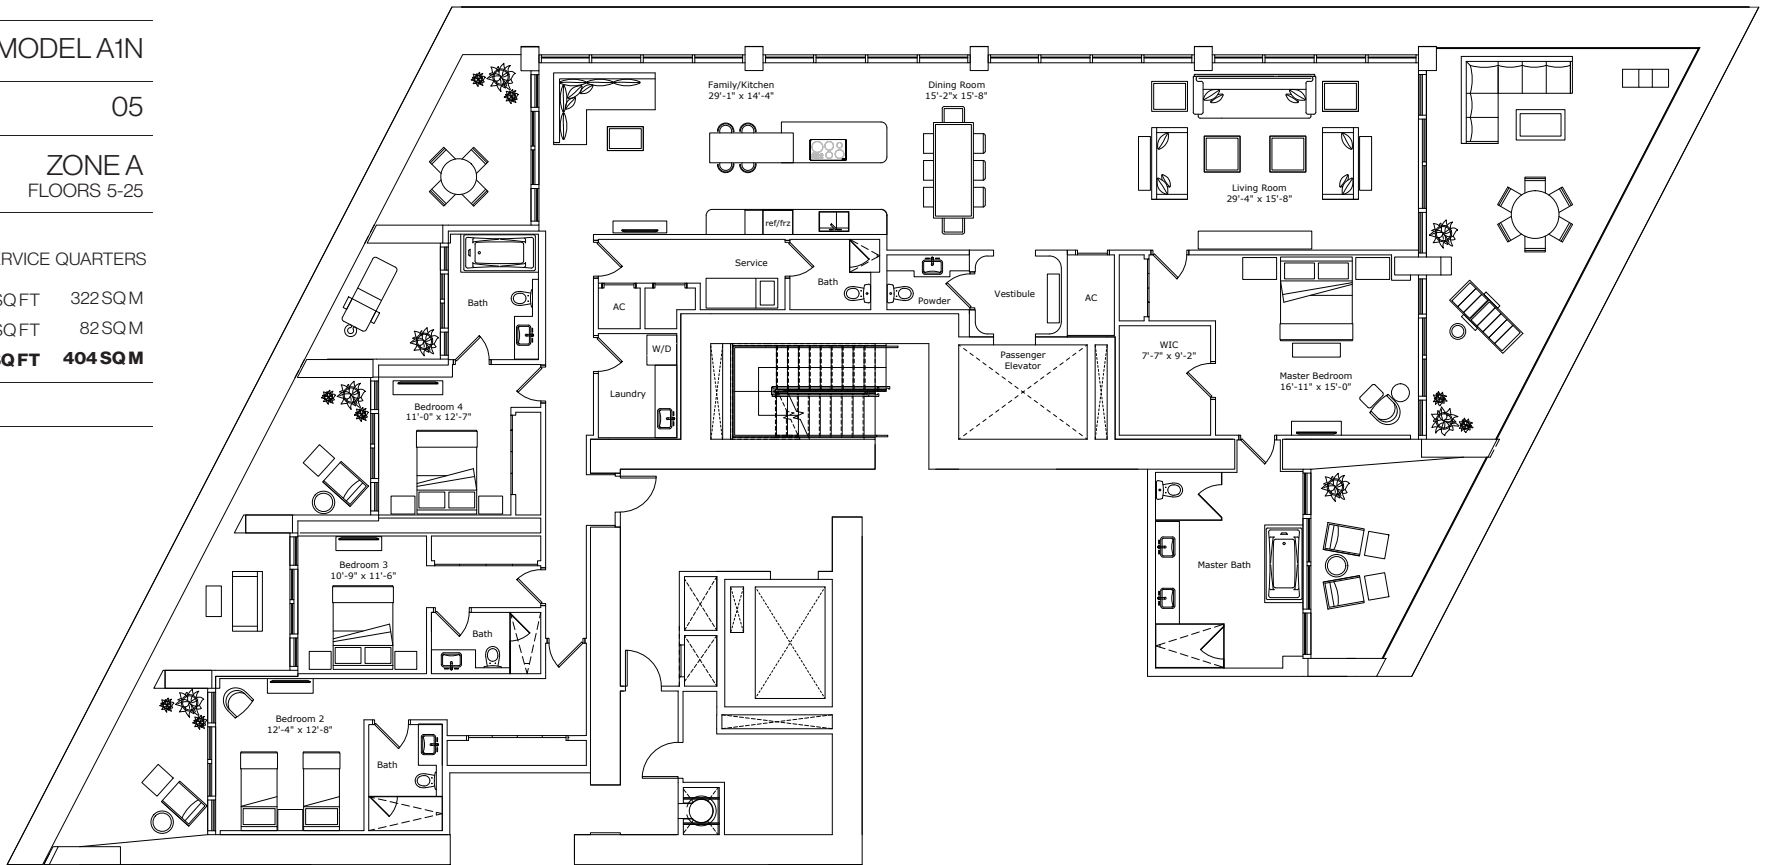 MODEL A1N
05
ZONE A
FLOORS 5-25
SERVICE QUARTERS
SQ FT 322 SQ M
SQ FT 82 SQ M
SQ FT 404 SQ M
Family/Kitchen
29'-1" x 14'-4"
Dining Room
15'-2"x 15'-8"
Living Room
29'-4" x 15'-8"
ref/frz
Service
Bath
Powder
Vestibule
AC
AC
Bath
W/D
Laundry
Passenger
Elevator
WIC
7'-7" x 9'-2"
Master Bedroom
16'-11" x 15'-0"
Bedroom 4
11'-0" x 12'-7"
Bedroom 3
10'-9" x 11'-6"
Master Bath
Bath
Bedroom 2
12'-4" x 12'-8"
Bath